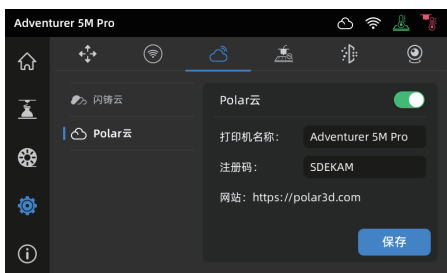 Adventurer 5M Pro
闪铸云
Polar云
Polar云
打印机名称: Adventurer 5M Pro
注册码: SDEKAM
网站: https://polar3d.com
保存